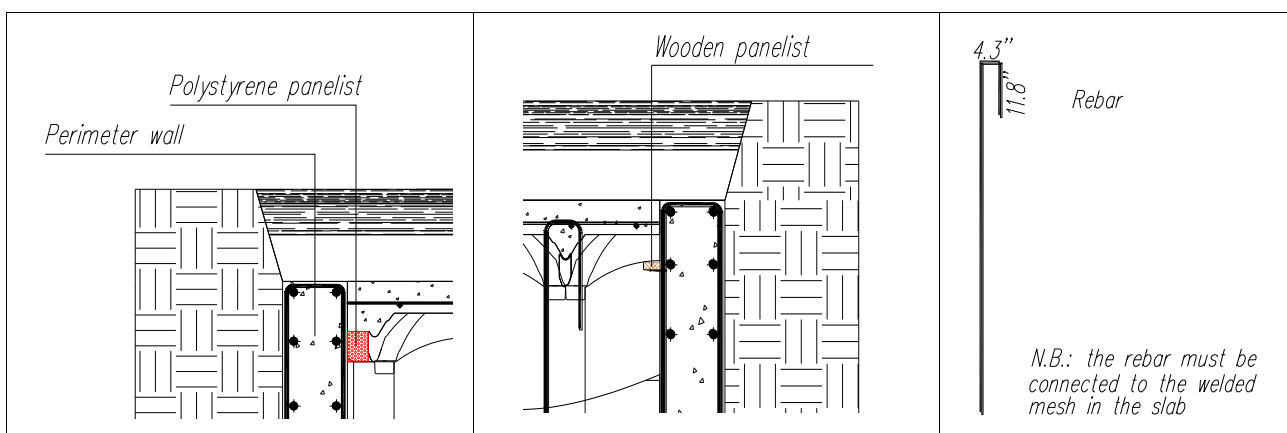 Polystyrene panelist
Perimeter wall
Wooden panelist
4.3"
11.8"
Rebar
N.B.: the rebar must be
connected to the welded
mesh in the slab